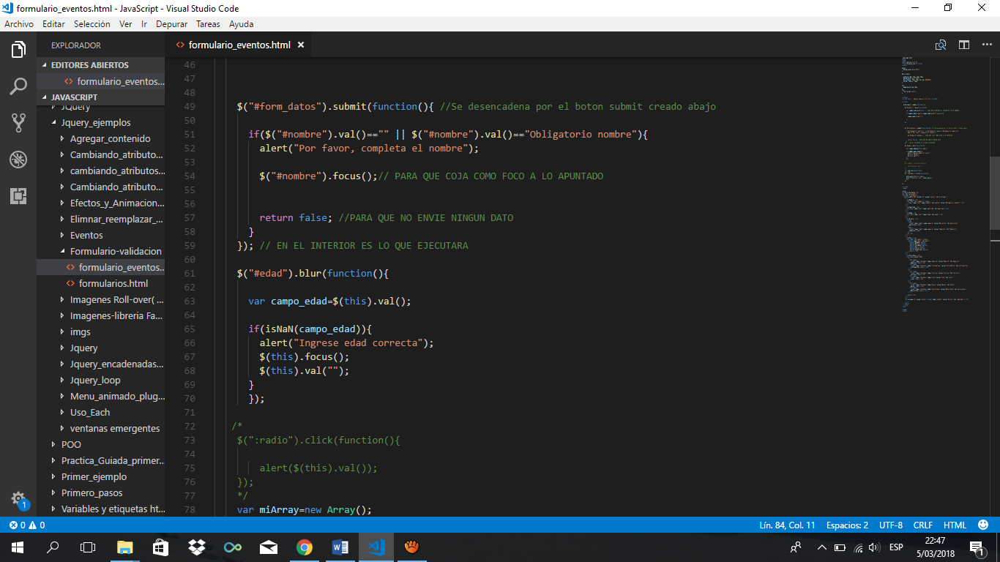 formulario_eventos.html - JavaScript - Visual Studio Code
Archivo Editar Selección Ver Ir Depurar Tareas Ayuda
EXPLORADOR
EDITORES ABIERTOS
formulario_eventos...
JAVASCRIPT
JQuery
Jquery_ejemplos
Agregar_contenido
Cambiando_atributo...
cambiando_atributos...
Cambiando_atributo...
Efectos_y_Animacion...
Elimnar_reemplazar_...
Eventos
Formulario-validacion
formulario_eventos...
formularios.html
Imagenes Roll-over( ...
Imagenes-libreria Fa...
imgs
Jquery
Jquery_encadenadas...
Jquery_loop
Menu_animado_plug...
Uso_Each
ventanas emergentes
POO
Practica_Guiada_primer...
Primer_ejemplo
Primero_pasos
Variables y etiquetas ht...
formulario_eventos.html
46
47
48
49 $("#form_datos").submit(function(){ //Se desencadena por el boton submit creado abajo
50
51 if($("#nombre").val()=="" || $("#nombre").val()=="Obligatorio nombre"){
52 alert("Por favor, completa el nombre");
53
54 $("#nombre").focus();// PARA QUE COJA COMO FOCO A LO APUNTADO
55
56
57 return false; //PARA QUE NO ENVIE NINGUN DATO
58 }
59 }); // EN EL INTERIOR ES LO QUE EJECUTARA
60
61 $("#edad").blur(function(){
62
63 var campo_edad=$(this).val();
64
65 if(isNaN(campo_edad)){
66 alert("Ingrese edad correcta");
67 $(this).focus();
68 $(this).val("");
69 }
70 });
71
72 /*
73 $(":radio").click(function(){
74
75 alert($(this).val());
76 });
77 */
78 var miArray=new Array();
1
0 0
Lín. 84, Col. 11 Espacios: 2 UTF-8 CRLF HTML
ESP
22:47
5/03/2018
1